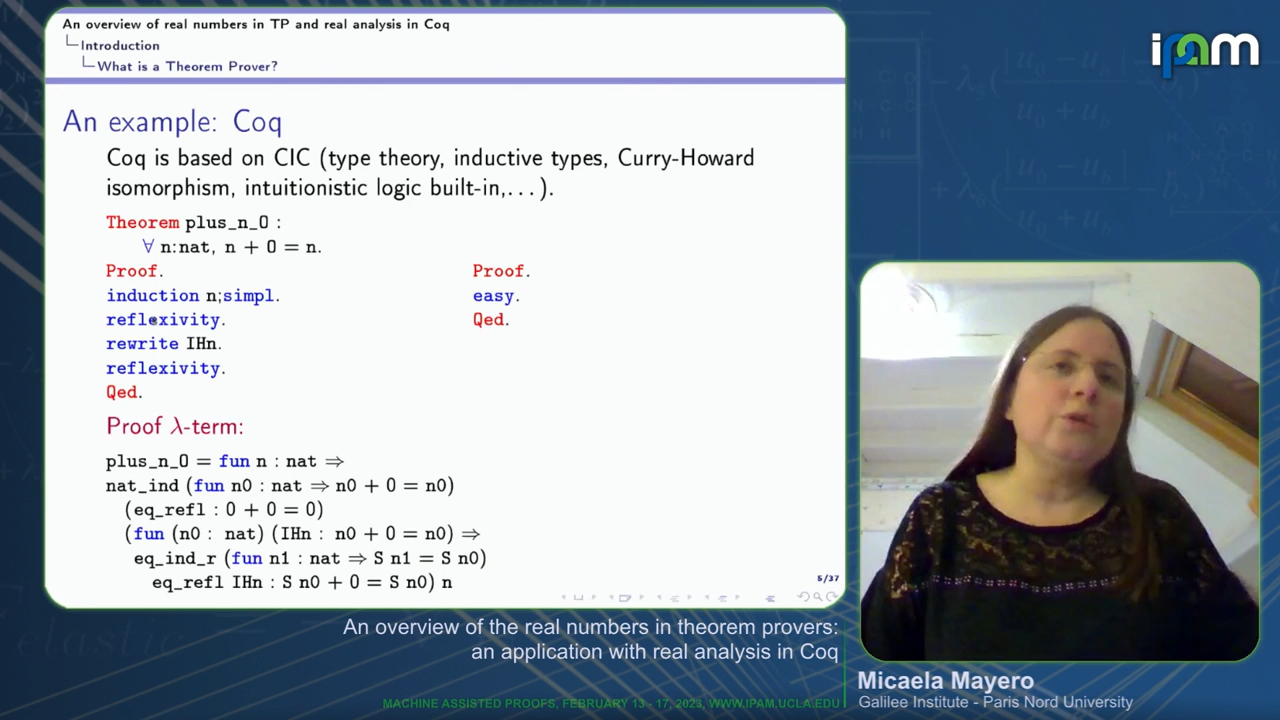 An overview of real numbers in TP and real analysis in Coq
Introduction
What is a Theorem Prover?
An example: Coq
Coq is based on CIC (type theory, inductive types, Curry-Howard
isomorphism, intuitionistic logic built-in,...).
Theorem plus_n_0 :
∀ n:nat, n + 0 = n.
Proof.
induction n;simpl.
reflexivity.
rewrite IHn.
reflexivity.
Qed.
Proof.
easy.
Qed.
Proof λ-term:
plus_n_0 = fun n : nat ⇒
nat_ind (fun n0 : nat ⇒ n0 + 0 = n0)
(eq_refl : 0 + 0 = 0)
(fun (n0 : nat) (IHn : n0 + 0 = n0) ⇒
eq_ind_r (fun n1 : nat ⇒ S n1 = S n0)
eq_refl IHn : S n0 + 0 = S n0) n
5/37
ipam
An overview of the real numbers in theorem provers:
an application with real analysis in Coq
MACHINE ASSISTED PROOFS, FEBRUARY 13 - 17, 2023, WWW.IPAM.UCLA.EDU
Micaela Mayero
Galilee Institute - Paris Nord University